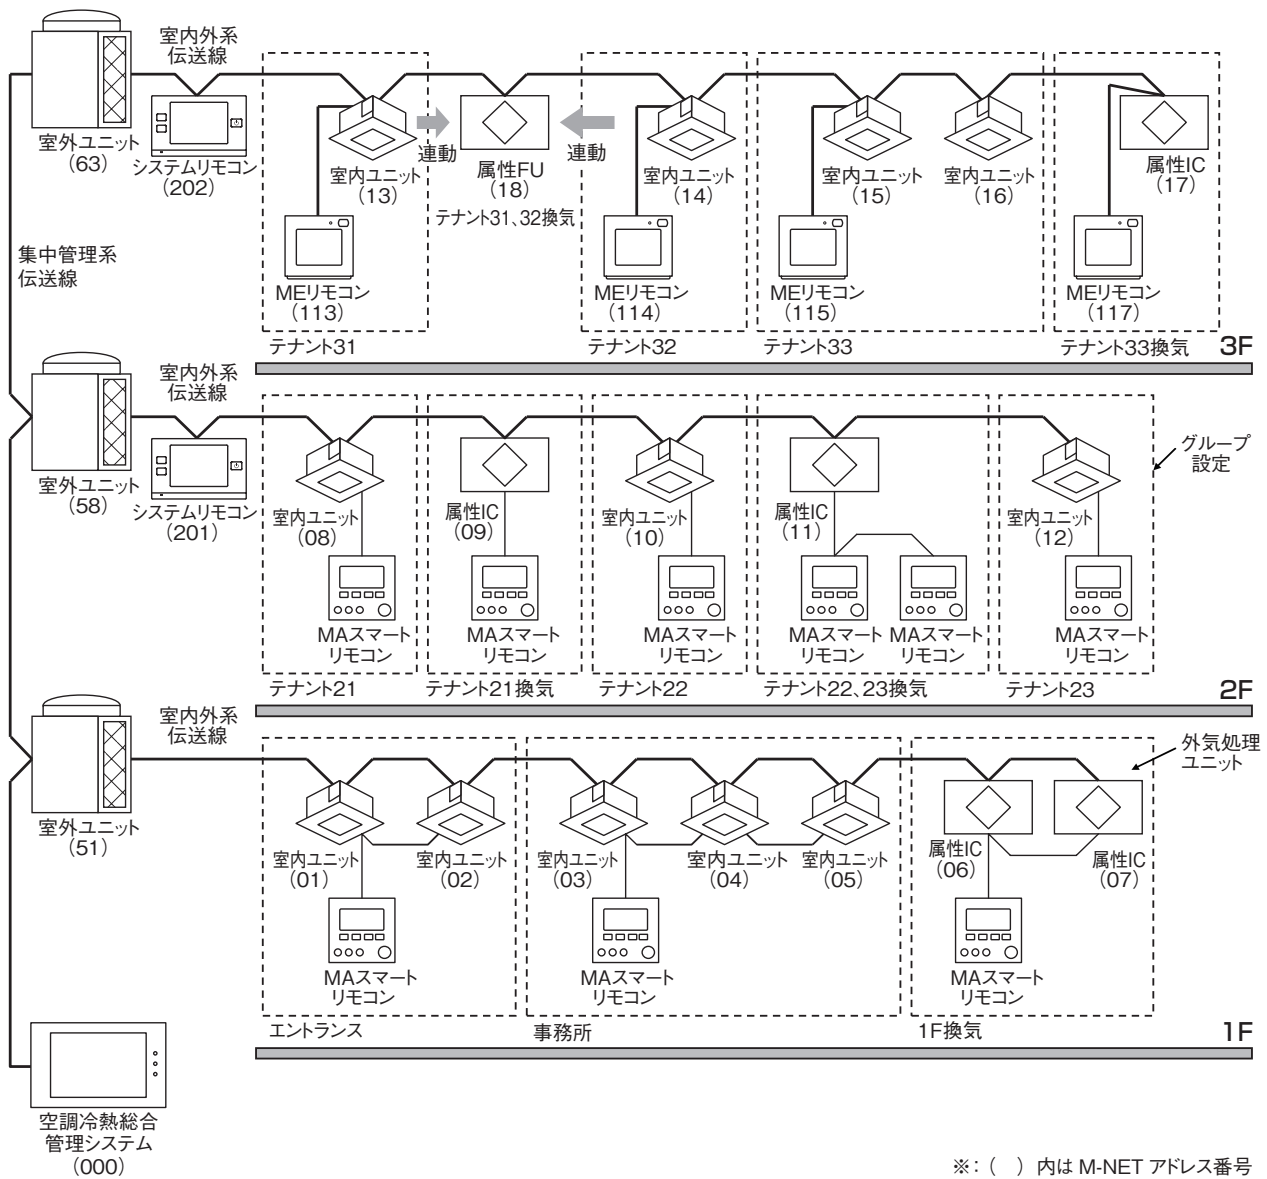 室内外系
伝送線
室外ユニット
(63)
システムリモコン
(202)
室内ユニット
(13)
連動
属性FU
(18)
テナント31、32換気
連動
室内ユニット
(14)
室内ユニット
(15)
室内ユニット
(16)
属性IC
(17)
集中管理系
伝送線
MEリモコン
(113)
MEリモコン
(114)
MEリモコン
(115)
MEリモコン
(117)
テナント31
テナント32
テナント33
テナント33換気
3F
室内外系
伝送線
グループ
設定
室外ユニット
(58)
システムリモコン
(201)
室内ユニット
(08)
属性IC
(09)
室内ユニット
(10)
属性IC
(11)
室内ユニット
(12)
MAスマート
リモコン
MAスマート
リモコン
MAスマート
リモコン
MAスマート
リモコン
MAスマート
リモコン
MAスマート
リモコン
テナント21
テナント21換気
テナント22
テナント22、23換気
テナント23
2F
室内外系
伝送線
外気処理
ユニット
室外ユニット
(51)
室内ユニット
(01)
室内ユニット
(02)
室内ユニット
(03)
室内ユニット
(04)
室内ユニット
(05)
属性IC
(06)
属性IC
(07)
MAスマート
リモコン
MAスマート
リモコン
MAスマート
リモコン
エントランス
事務所
1F換気
1F
空調冷熱総合
管理システム
(000)
※：（　）内は M-NET アドレス番号